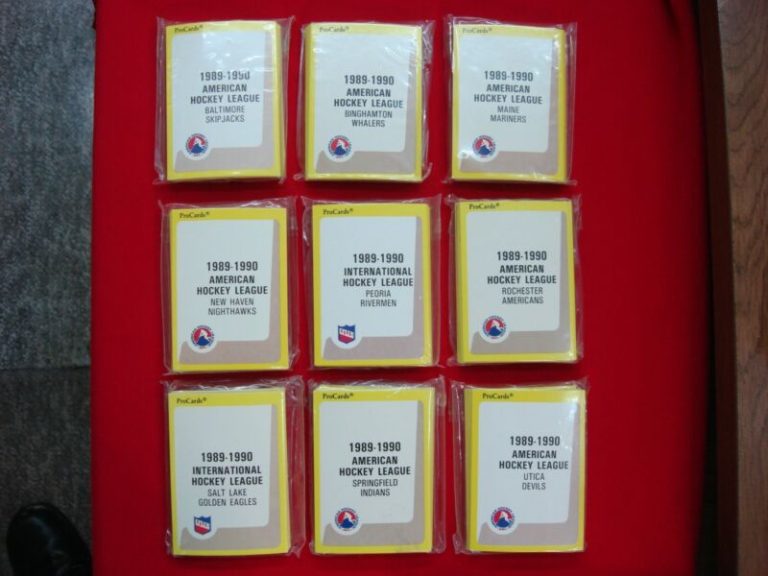 ProCards®
1989-1990
AMERICAN
HOCKEY LEAGUE
BALTIMORE
SKIPJACKS
ProCards®
1989-1990
AMERICAN
HOCKEY LEAGUE
BINGHAMTON
WHALERS
ProCards®
1989-1990
AMERICAN
HOCKEY LEAGUE
MAINE
MARINERS
ProCards®
1989-1990
AMERICAN
HOCKEY LEAGUE
NEW HAVEN
NIGHTHAWKS
ProCards®
1989-1990
INTERNATIONAL
HOCKEY LEAGUE
PEORIA
RIVERMEN
ProCards®
1989-1990
AMERICAN
HOCKEY LEAGUE
ROCHESTER
AMERICANS
ProCards®
1989-1990
INTERNATIONAL
HOCKEY LEAGUE
SALT LAKE
GOLDEN EAGLES
ProCards®
1989-1990
AMERICAN
HOCKEY LEAGUE
SPRINGFIELD
INDIANS
ProCards®
1989-1990
AMERICAN
HOCKEY LEAGUE
UTICA
DEVILS